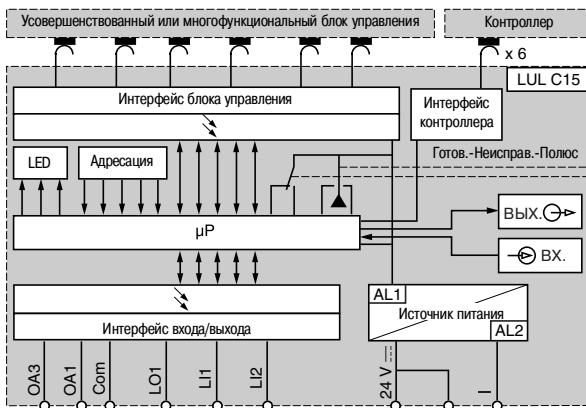 Усовершенствованный или многофункциональный блок управления
Контроллер
x 6
LUL C15
Интерфейс блока управления
Интерфейс
контроллера
LED
Адресация
Готов.-Неисправ.-Полюс
µP
ВЫХ.
ВХ.
AL1
Источник питания
AL2
Интерфейс входа/выхода
OA3
OA1
Com
LO1
LI1
LI2
24 V
I